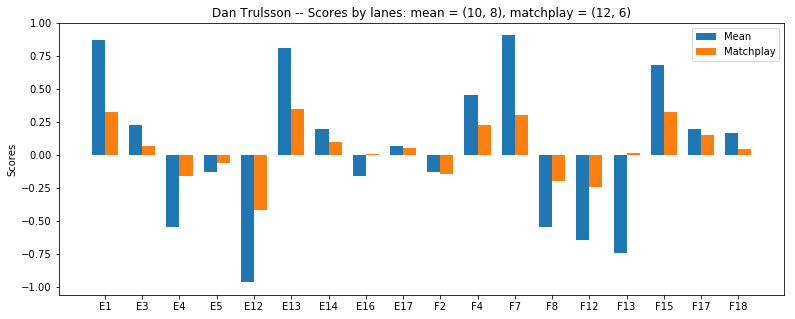 Dan Trulsson -- Scores by lanes: mean = (10, 8), matchplay = (12, 6)
Mean
Matchplay
Scores
1.00
0.75
0.50
0.25
0.00
−0.25
−0.50
−0.75
−1.00
E1 E3 E4 E5 E12 E13 E14 E16 E17 F2 F4 F7 F8 F12 F13 F15 F17 F18